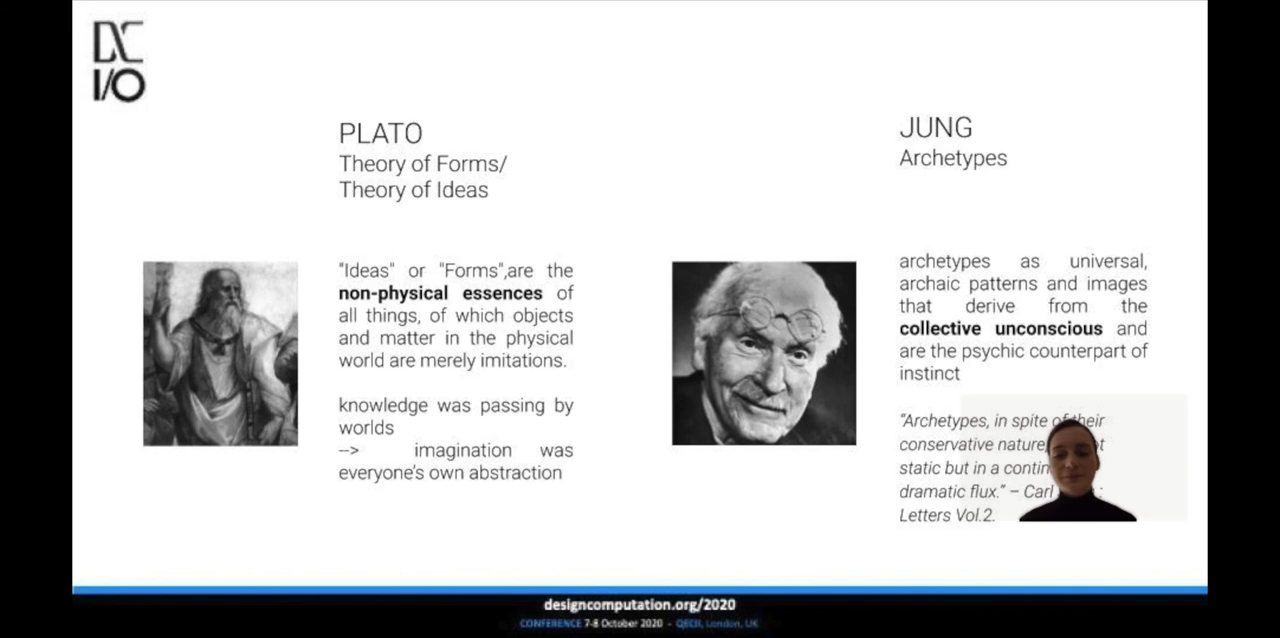 DC
I/O
PLATO
Theory of Forms/
Theory of Ideas
"Ideas" or "Forms",are the
non-physical essences of
all things, of which objects
and matter in the physical
world are merely imitations.
knowledge was passing by
worlds
--> imagination was
everyone's own abstraction
JUNG
Archetypes
archetypes as universal,
archaic patterns and images
that derive from the
collective unconscious and
are the psychic counterpart of
instinct
"Archetypes, in spite of their
conservative nature,
static but in a
dramatic flux." – Carl
Letters Vol.2.
designcomputation.org/2020
CONFERENCE 7-8 October 2020 - QECII, London, UK